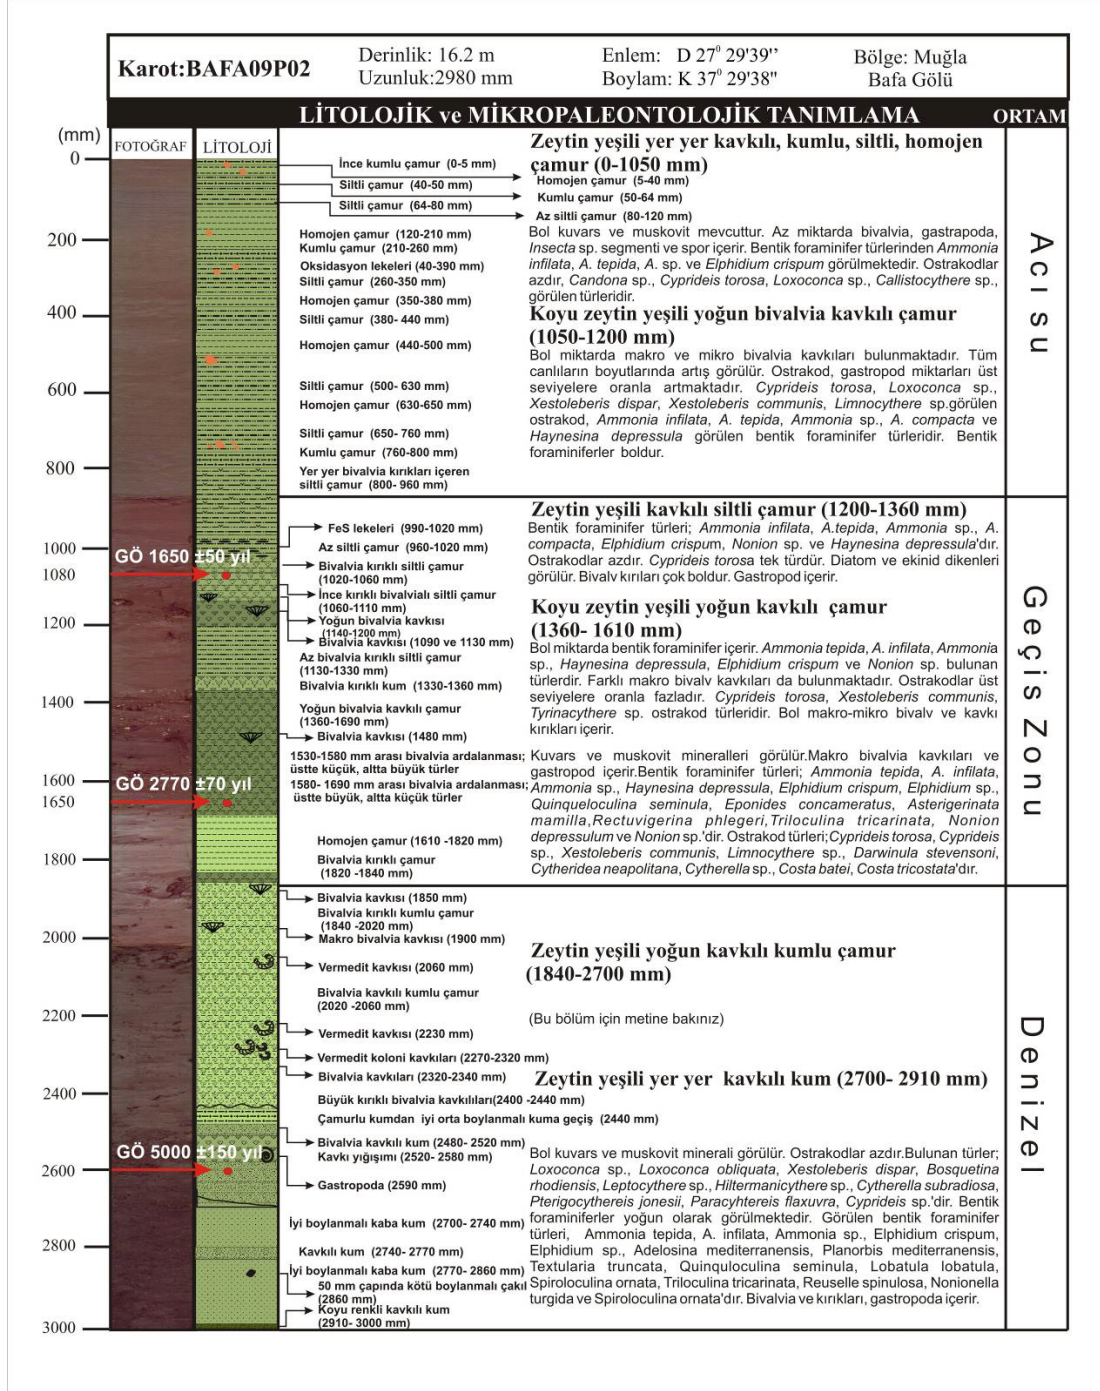 Karot:BAFA09P02
Derinlik: 16.2 m
Uzunluk:2980 mm
Enlem: D 27⁰ 29'39''
Boylam: K 37⁰ 29'38"
Bölge: Muğla
Bafa Gölü
LİTOLOJİK ve MİKROPALEONTOLOJİK TANIMLAMA
ORTAM
(mm)
FOTOĞRAF
LİTOLOJİ
0
200
400
600
800
1000
1080
1200
1400
1600
1650
1800
2000
2200
2400
2600
2800
3000
GÖ 1650 ±50 yıl
GÖ 2770 ±70 yıl
GÖ 5000 ±150 yıl
İnce kumlu çamur (0-5 mm)
Homojen çamur (5-40 mm)
Siltli çamur (40-50 mm)
Kumlu çamur (50-64 mm)
Siltli çamur (64-80 mm)
Az siltli çamur (80-120 mm)
Homojen çamur (120-210 mm)
Kumlu çamur (210-260 mm)
Oksidasyon lekeleri (40-390 mm)
Siltli çamur (260-350 mm)
Homojen çamur (350-380 mm)
Siltli çamur (380- 440 mm)
Homojen çamur (440-500 mm)
Siltli çamur (500- 630 mm)
Homojen çamur (630-650 mm)
Siltli çamur (650- 760 mm)
Kumlu çamur (760-800 mm)
Yer yer bivalvia kırıkları içeren
siltli çamur (800- 960 mm)
FeS lekeleri (990-1020 mm)
Az siltli çamur (960-1020 mm)
Bivalvia kırıklı siltli çamur
(1020-1060 mm)
İnce kırıklı bivalvialı siltli çamur
(1060-1110 mm)
Yoğun bivalvia kavkısı
(1140-1200 mm)
Bivalvia kavkısı (1090 ve 1130 mm)
Az bivalvia kırıklı siltli çamur
(1130-1330 mm)
Bivalvia kırıklı kum (1330-1360 mm)
Yoğun bivalvia kavkılı çamur
(1360-1690 mm)
Bivalvia kavkısı (1480 mm)
1530-1580 mm arası bivalvia ardalanması;
üstte küçük, altta büyük türler
1580- 1690 mm arası bivalvia ardalanması;
üstte büyük, altta küçük türler
Homojen çamur (1610 -1820 mm)
Bivalvia kırıklı çamur
(1820 -1840 mm)
Bivalvia kavkısı (1850 mm)
Bivalvia kırıklı kumlu çamur
(1840 -2020 mm)
Makro bivalvia kavkısı (1900 mm)
Vermedit kavkısı (2060 mm)
Bivalvia kavkılı kumlu çamur
(2020 -2060 mm)
Vermedit kavkısı (2230 mm)
Vermedit koloni kavkıları (2270-2320 mm)
Bivalvia kavkıları (2320-2340 mm)
Büyük kırıklı bivalvia kavkılıları(2400 -2440 mm)
Çamurlu kumdan iyi orta boylanmalı kuma geçiş (2440 mm)
Bivalvia kavkılı kum (2480- 2520 mm)
Kavkı yığışımı (2520- 2580 mm)
Gastropoda (2590 mm)
İyi boylanmalı kaba kum (2700- 2740 mm)
Kavkılı kum (2740- 2770 mm)
İyi boylanmalı kaba kum (2770- 2860 mm)
50 mm çapında kötü boylanmalı çakıl
(2860 mm)
Koyu renkli kavkılı kum
(2910- 3000 mm)
Zeytin yeşili yer yer kavkılı, kumlu, siltli, homojen
çamur (0-1050 mm)
Bol kuvars ve muskovit mevcuttur. Az miktarda bivalvia, gastrapoda,
Insecta sp. segmenti ve spor içerir. Bentik foraminifer türlerinden Ammonia
infilata, A. tepida, A. sp. ve Elphidium crispum görülmektedir. Ostrakodlar
azdır, Candona sp., Cyprideis torosa, Loxoconca sp., Callistocythere sp.,
görülen türleridir.
Koyu zeytin yeşili yoğun bivalvia kavkılı çamur
(1050-1200 mm)
Bol miktarda makro ve mikro bivalvia kavkıları bulunmaktadır. Tüm
canlıların boyutlarında artış görülür. Ostrakod, gastropod miktarları üst
seviyelere oranla artmaktadır. Cyprideis torosa, Loxoconca sp.,
Xestoleberis dispar, Xestoleberis communis, Limnocythere sp.görülen
ostrakod, Ammonia infilata, A. tepida, Ammonia sp., A. compacta ve
Haynesina depressula görülen bentik foraminifer türleridir. Bentik
foraminiferler boldur.
Acı su
Zeytin yeşili kavkılı siltli çamur (1200-1360 mm)
Bentik foraminifer türleri; Ammonia infilata, A.tepida, Ammonia sp., A.
compacta, Elphidium crispum, Nonion sp. ve Haynesina depressula'dır.
Ostrakodlar azdır. Cyprideis torosa tek türdür. Diatom ve ekinid dikenleri
görülür. Bivalv kırıları çok boldur. Gastropod içerir.
Koyu zeytin yeşili yoğun kavkılı çamur
(1360- 1610 mm)
Bol miktarda bentik foraminifer içerir. Ammonia tepida, A. infilata, Ammonia
sp., Haynesina depressula, Elphidium crispum ve Nonion sp. bulunan
türlerdir. Farklı makro bivalv kavkıları da bulunmaktadır. Ostrakodlar üst
seviyelere oranla fazladır. Cyprideis torosa, Xestoleberis communis,
Tyrinacythere sp. ostrakod türleridir. Bol makro-mikro bivalv ve kavkı
kırıkları içerir.
Kuvars ve muskovit mineralleri görülür.Makro bivalvia kavkıları ve
gastropod içerir.Bentik foraminifer türleri; Ammonia tepida, A. infilata,
Ammonia sp., Haynesina depressula, Elphidium crispum, Elphidium sp.,
Quinqueloculina seminula, Eponides concameratus, Asterigerinata
mamilla,Rectuvigerina phlegeri,Triloculina tricarinata, Nonion
depressulum ve Nonion sp.'dir. Ostrakod türleri;Cyprideis torosa, Cyprideis
sp., Xestoleberis communis, Limnocythere sp., Darwinula stevensoni,
Cytheridea neapolitana, Cytherella sp., Costa batei, Costa tricostata'dır.
Geçiş Zonu
Zeytin yeşili yoğun kavkılı kumlu çamur
(1840-2700 mm)
(Bu bölüm için metine bakınız)
Zeytin yeşili yer yer kavkılı kum (2700- 2910 mm)
Bol kuvars ve muskovit minerali görülür. Ostrakodlar azdır.Bulunan türler;
Loxoconca sp., Loxoconca obliquata, Xestoleberis dispar, Bosquetina
rhodiensis, Leptocythere sp., Hiltermanicythere sp., Cytherella subradiosa,
Pterigocythereis jonesii, Paracyhtereis flaxuvra, Cyprideis sp.'dir. Bentik
foraminiferler yoğun olarak görülmektedir. Görülen bentik foraminifer
türleri, Ammonia tepida, A. infilata, Ammonia sp., Elphidium crispum,
Elphidium sp., Adelosina mediterranensis, Planorbis mediterranensis,
Textularia truncata, Quinquloculina seminula, Lobatula lobatula,
Spiroloculina ornata, Triloculina tricarinata, Reuselle spinulosa, Nonionella
turgida ve Spiroloculina ornata'dır. Bivalvia ve kırıkları, gastropoda içerir.
Denizel